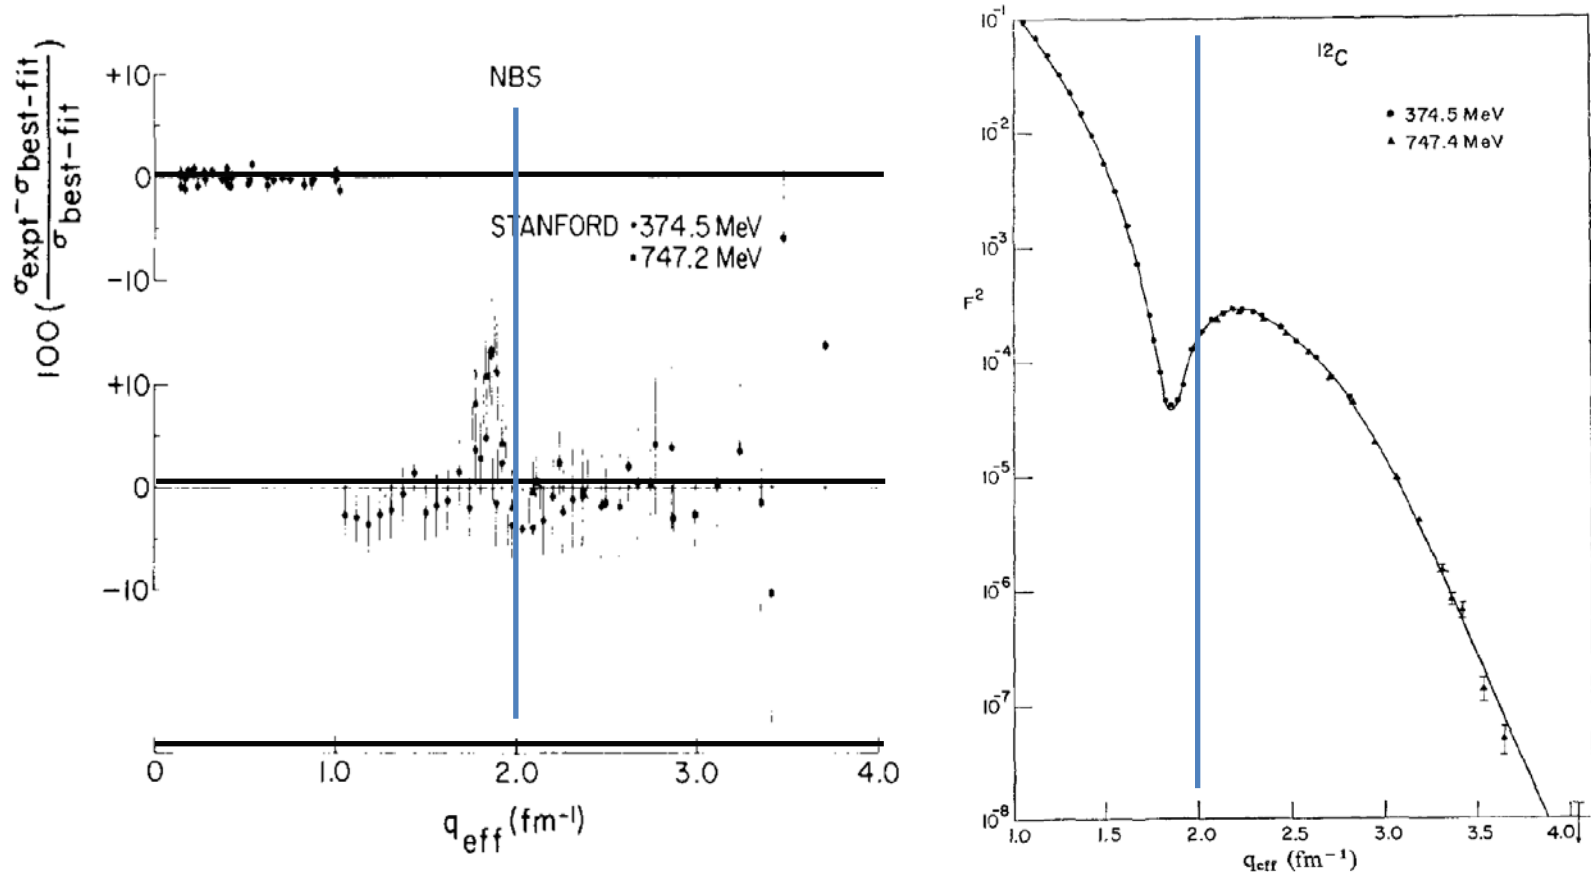 100 (σexpt − σbest-fit / σbest-fit)
+10
0
−10
+10
0
−10
NBS
STANFORD • 374.5 MeV
▪ 747.2 MeV
0 1.0 2.0 3.0 4.0
qeff (fm⁻¹)
¹²C
• 374.5 MeV
▲ 747.4 MeV
F²
10⁻¹
10⁻²
10⁻³
10⁻⁴
10⁻⁵
10⁻⁶
10⁻⁷
10⁻⁸
1.0 1.5 2.0 2.5 3.0 3.5 4.0
qeff (fm⁻¹)